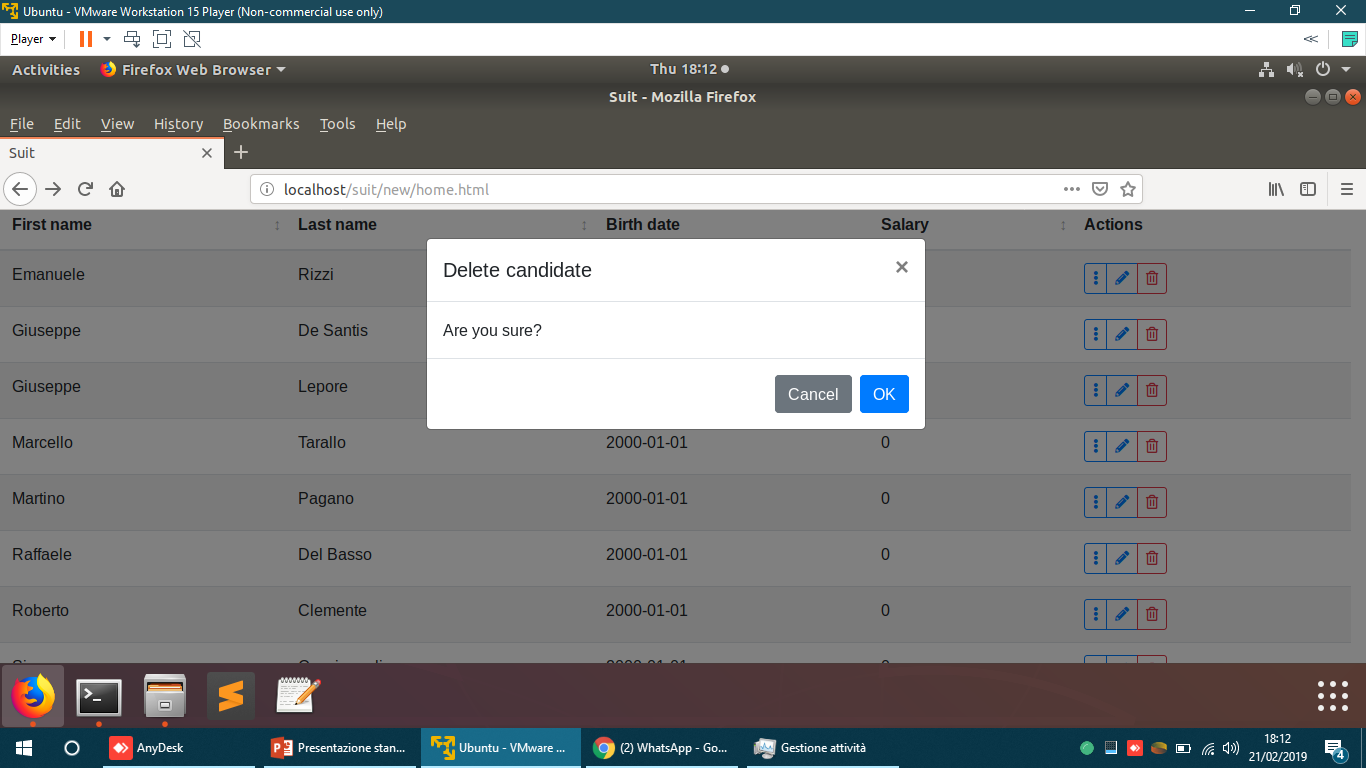 Ubuntu - VMware Workstation 15 Player (Non-commercial use only)
Player
Activities Firefox Web Browser Thu 18:12
Suit - Mozilla Firefox
File Edit View History Bookmarks Tools Help
Suit
localhost/suit/new/home.html
First name Last name Birth date Salary Actions
Delete candidate
Emanuele Rizzi
Are you sure?
Giuseppe De Santis
Giuseppe Lepore
Cancel OK
Marcello Tarallo 2000-01-01 0
Martino Pagano 2000-01-01 0
Raffaele Del Basso 2000-01-01 0
Roberto Clemente 2000-01-01 0
AnyDesk Presentazione stan... Ubuntu - VMware ... (2) WhatsApp - Go... Gestione attività
18:12
21/02/2019
4